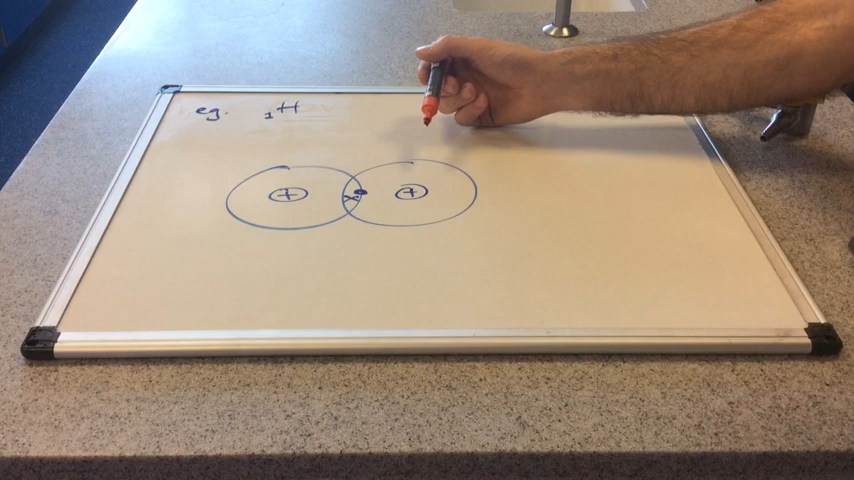 eg. ₁H
+ x +